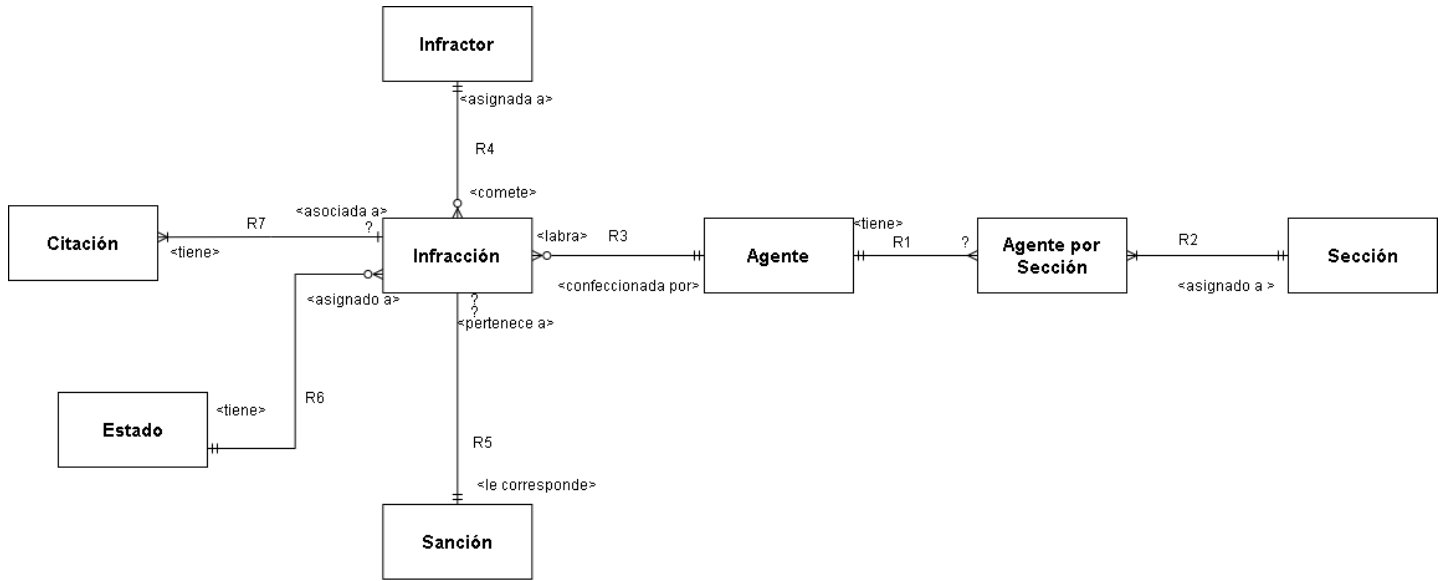 Infractor
<asignada a>
R4
<comete>
<asociada a>
R7
?
Citación
<tiene>
Infracción
<labra>
R3
Agente
<tiene>
R1
?
Agente por
Sección
R2
Sección
<asignado a>
<confeccionada por>
<asignado a >
?
?
<pertenece a>
Estado
<tiene>
R6
R5
<le corresponde>
Sanción